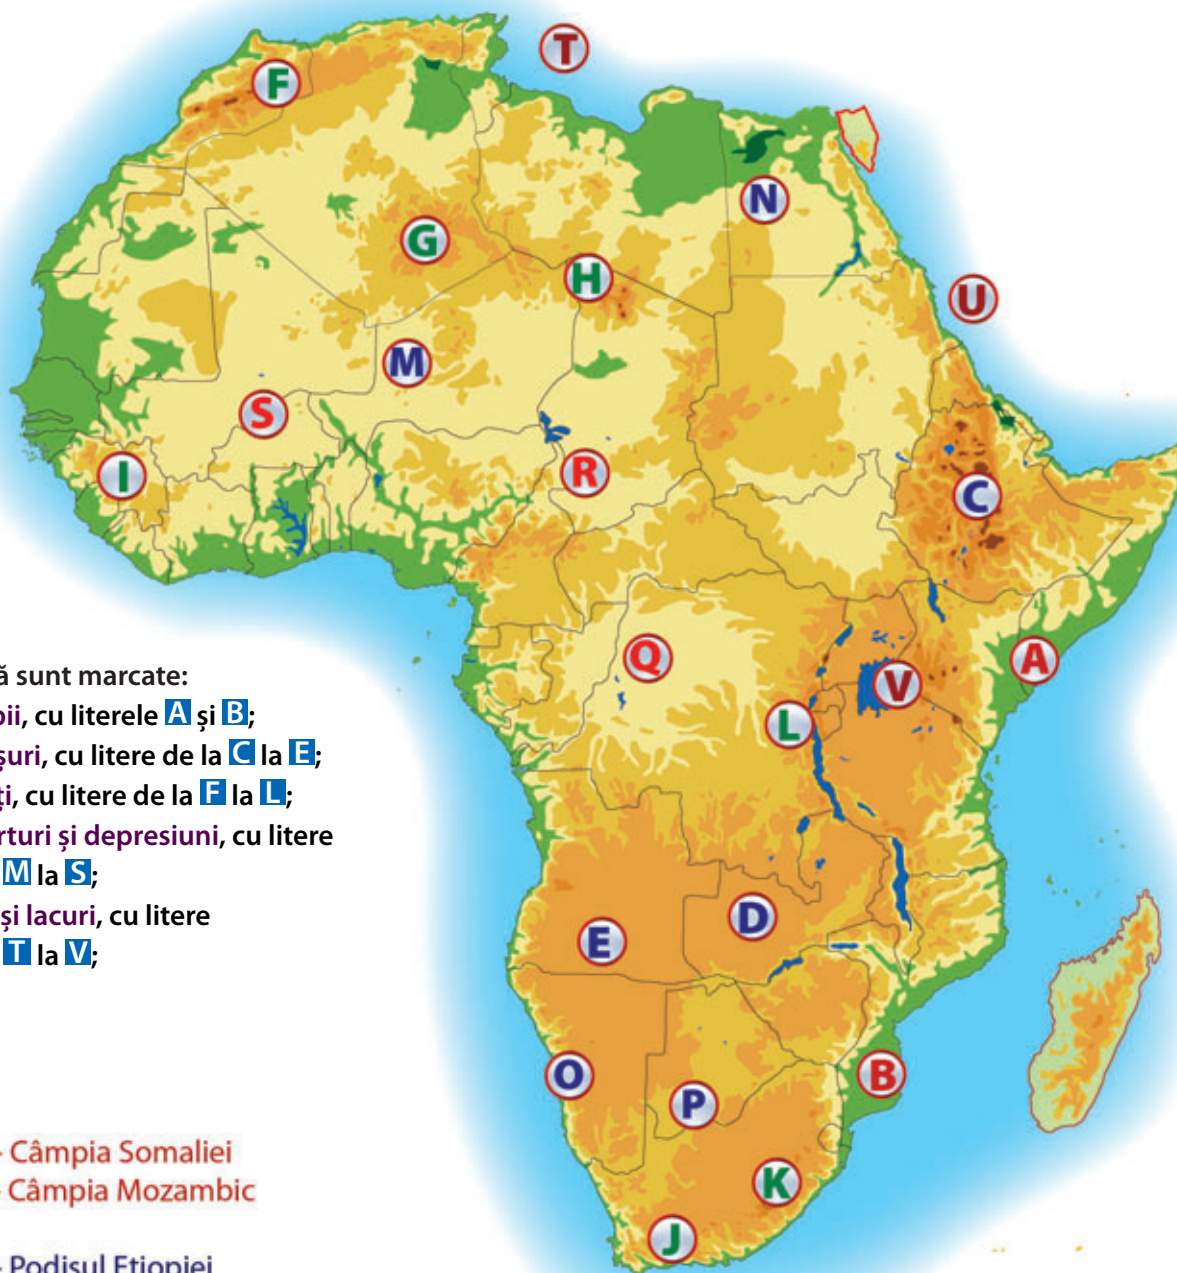 T
F
N
G
H
U
M
S
R
I
C
Q
A
V
L
D
E
O
P
B
K
J
ă sunt marcate:
pii, cu literele A și B;
șuri, cu litere de la C la E;
ți, cu litere de la F la L;
rturi și depresiuni, cu litere
M la S;
și lacuri, cu litere
T la V;
- Câmpia Somaliei
- Câmpia Mozambic
- Podișul Etiopiei